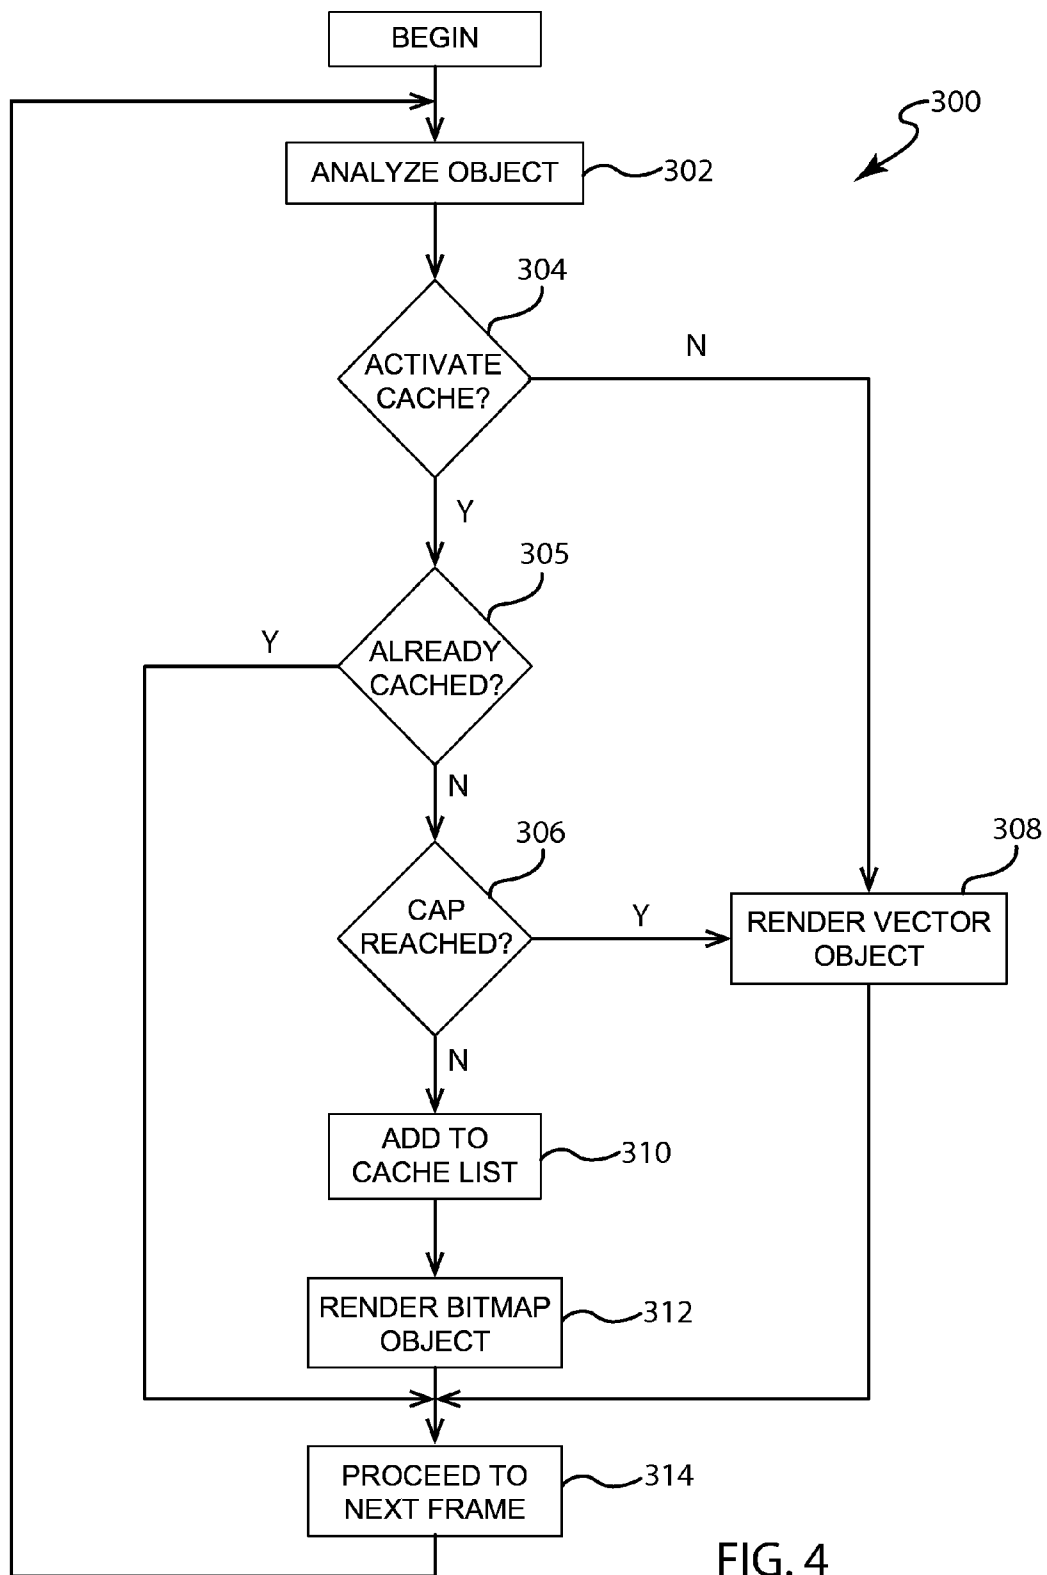 BEGIN
300
ANALYZE OBJECT
302
304
ACTIVATE
CACHE?
N
Y
305
Y
ALREADY
CACHED?
N
306
308
CAP
REACHED?
Y
RENDER VECTOR
OBJECT
N
ADD TO
CACHE LIST
310
RENDER BITMAP
OBJECT
312
PROCEED TO
NEXT FRAME
314
FIG. 4